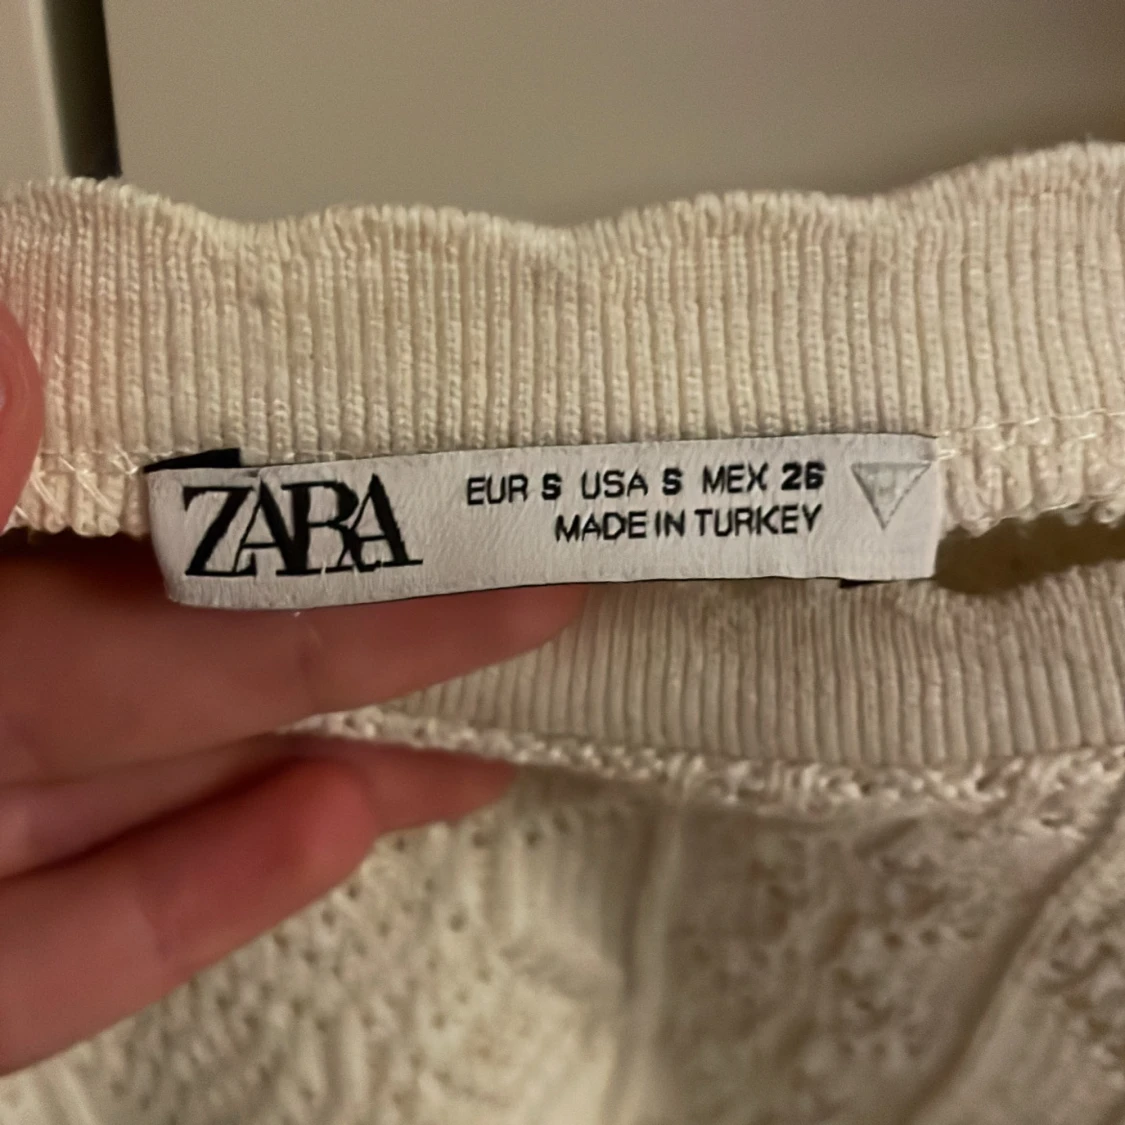 ZARA
EUR S USA S MEX 26
MADE IN TURKEY